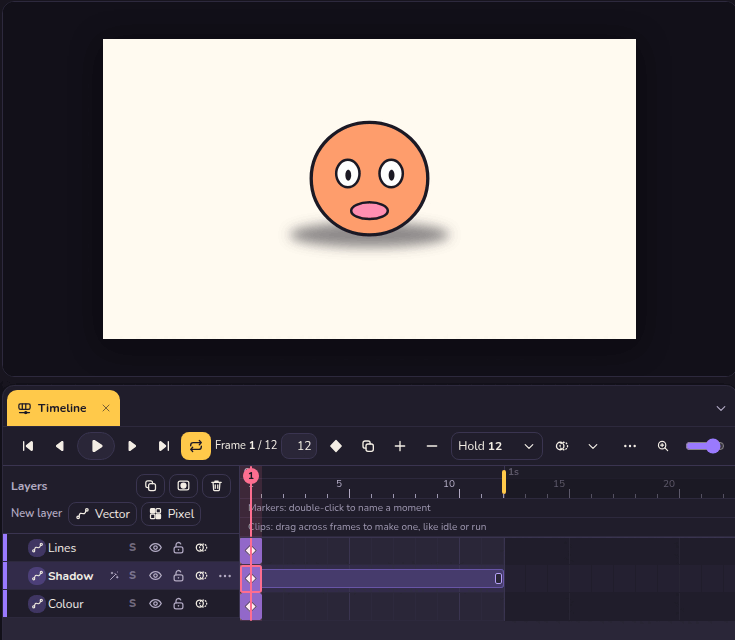 Timeline
Frame 1 / 12
12
Hold 12
Layers
1
5
10
1s
15
20
New layer
Vector
Pixel
Markers: double-click to name a moment
Clips: drag across frames to make one, like idle or run
Lines S
Shadow S
Colour S